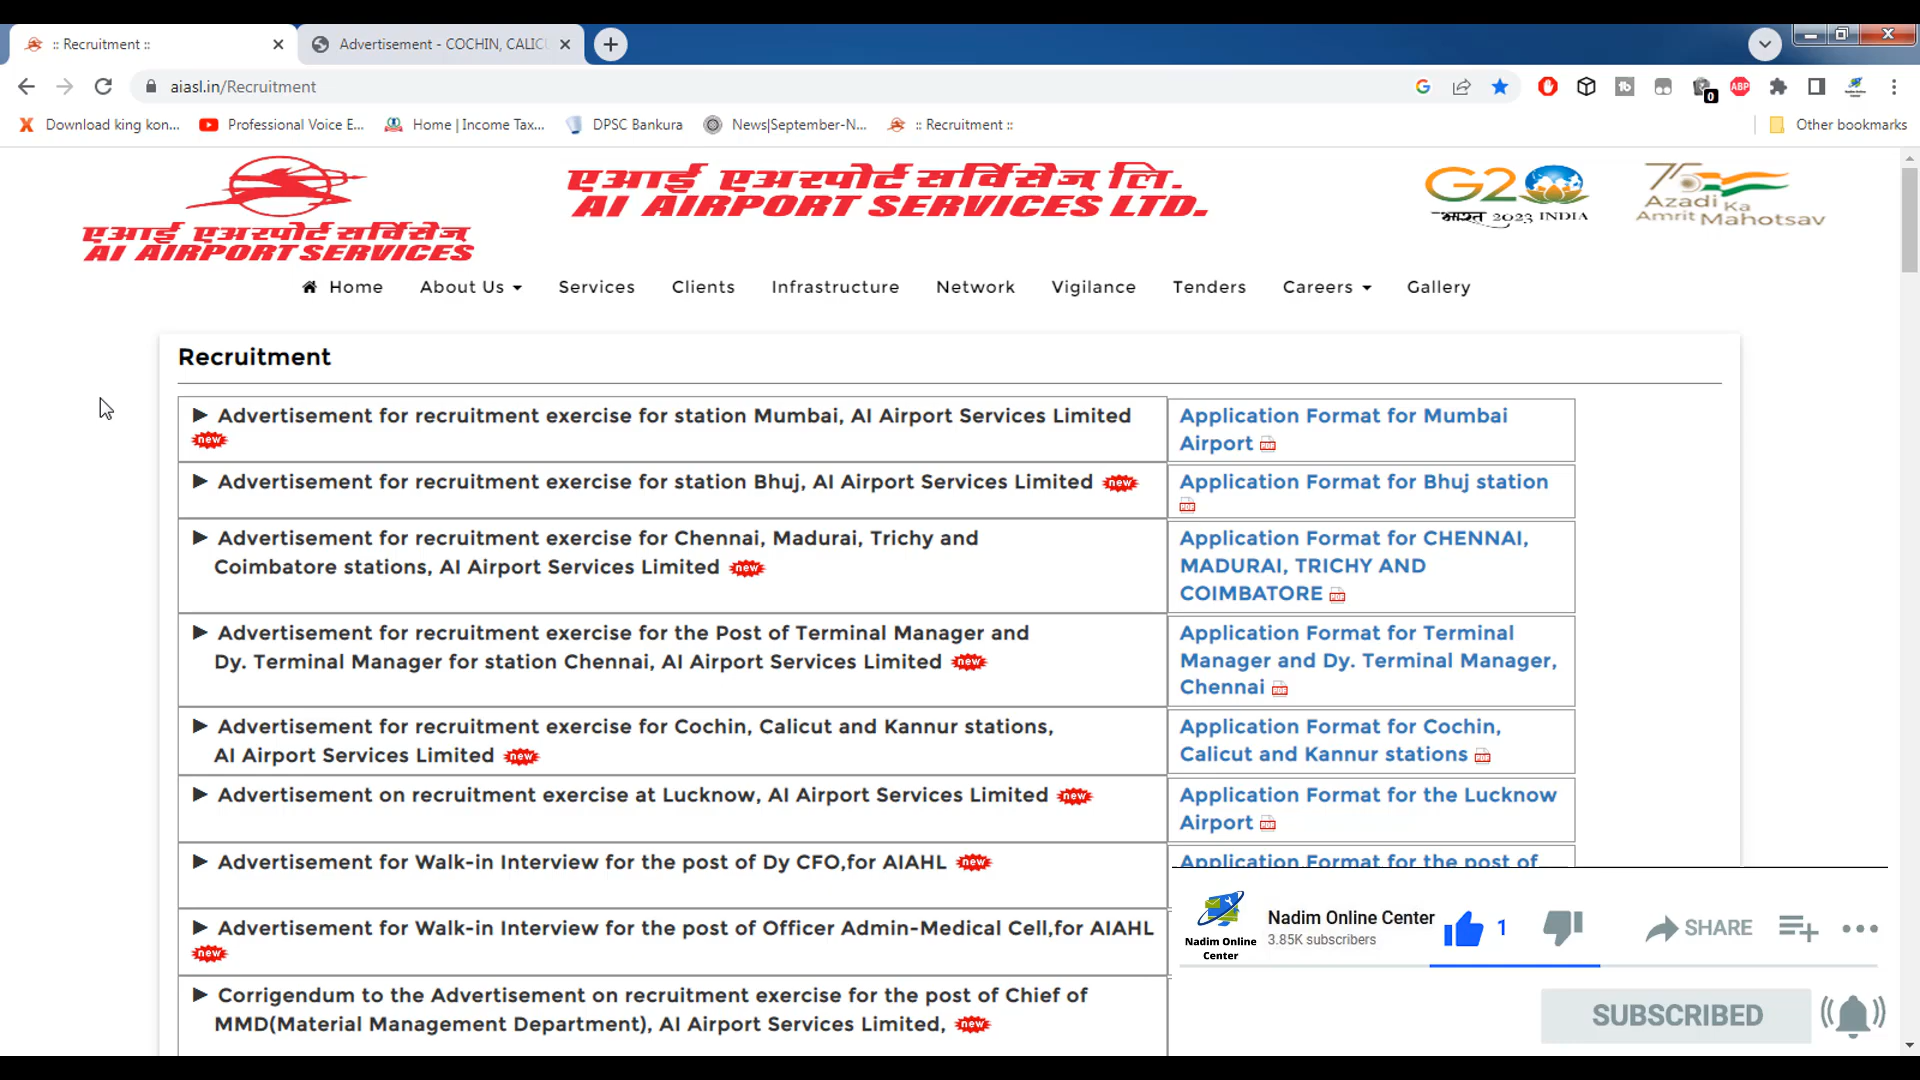 :: Recruitment ::
Advertisement - COCHIN, CALIC
aiasl.in/Recruitment
Download king kon...
Professional Voice E...
Home | Income Tax...
DPSC Bankura
News|September-N...
:: Recruitment ::
Other bookmarks
एआई एअरपोर्ट सर्विसेज्
AI AIRPORT SERVICES
एआई एअरपोर्ट सर्विसेज् लि.
AI AIRPORT SERVICES LTD.
G20
भारत 2023 INDIA
75
Azadi Ka
Amrit Mahotsav
Home
About Us
Services
Clients
Infrastructure
Network
Vigilance
Tenders
Careers
Gallery
Recruitment
Advertisement for recruitment exercise for station Mumbai, AI Airport Services Limited
new
Application Format for Mumbai
Airport PDF
Advertisement for recruitment exercise for station Bhuj, AI Airport Services Limited new
Application Format for Bhuj station
PDF
Advertisement for recruitment exercise for Chennai, Madurai, Trichy and
Coimbatore stations, AI Airport Services Limited new
Application Format for CHENNAI,
MADURAI, TRICHY AND
COIMBATORE PDF
Advertisement for recruitment exercise for the Post of Terminal Manager and
Dy. Terminal Manager for station Chennai, AI Airport Services Limited new
Application Format for Terminal
Manager and Dy. Terminal Manager,
Chennai PDF
Advertisement for recruitment exercise for Cochin, Calicut and Kannur stations,
AI Airport Services Limited new
Application Format for Cochin,
Calicut and Kannur stations PDF
Advertisement on recruitment exercise at Lucknow, AI Airport Services Limited new
Application Format for the Lucknow
Airport PDF
Advertisement for Walk-in Interview for the post of Dy CFO,for AIAHL new
Application Format for the post of
Advertisement for Walk-in Interview for the post of Officer Admin-Medical Cell,for AIAHL
new
Corrigendum to the Advertisement on recruitment exercise for the post of Chief of
MMD(Material Management Department), AI Airport Services Limited, new
Nadim Online
Center
Nadim Online Center
3.85K subscribers
1
SHARE
SUBSCRIBED
0
ABP